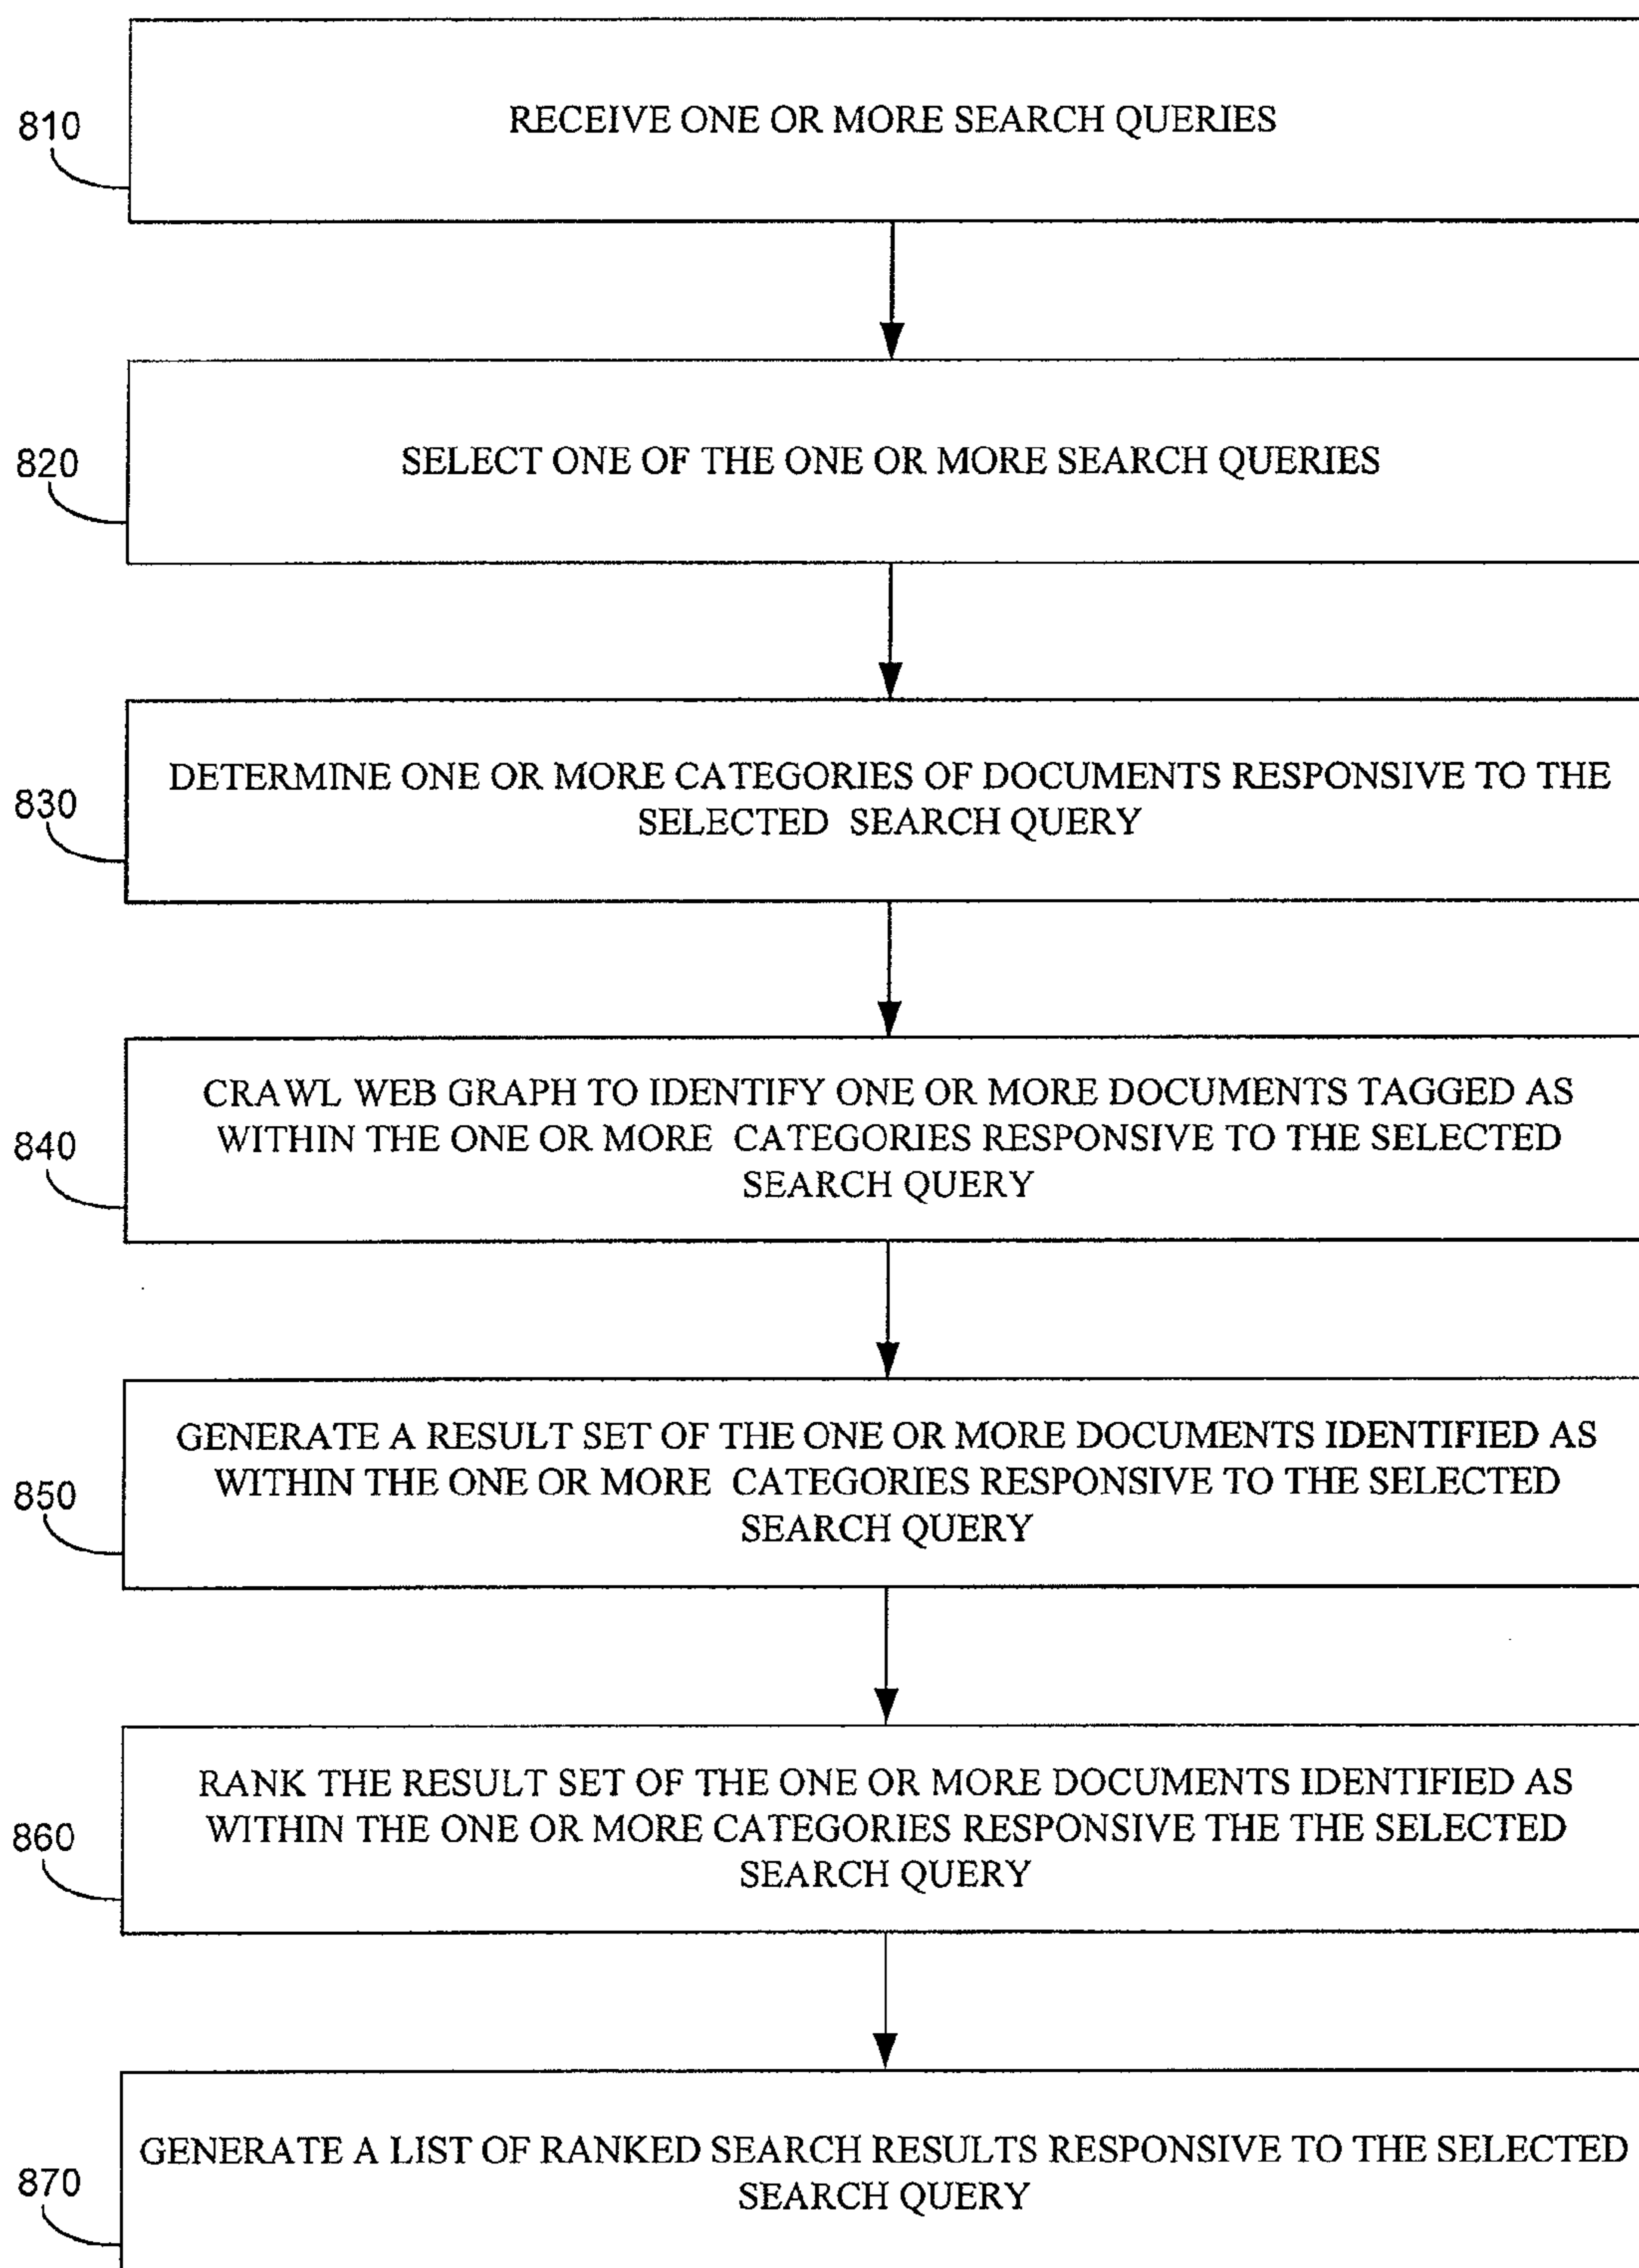 RECEIVE ONE OR MORE SEARCH QUERIES
810
SELECT ONE OF THE ONE OR MORE SEARCH QUERIES
820
DETERMINE ONE OR MORE CATEGORIES OF DOCUMENTS RESPONSIVE TO THE
SELECTED SEARCH QUERY
830
CRAWL WEB GRAPH TO IDENTIFY ONE OR MORE DOCUMENTS TAGGED AS
WITHIN THE ONE OR MORE CATEGORIES RESPONSIVE TO THE SELECTED
SEARCH QUERY
840
GENERATE A RESULT SET OF THE ONE OR MORE DOCUMENTS IDENTIFIED AS
WITHIN THE ONE OR MORE CATEGORIES RESPONSIVE TO THE SELECTED
SEARCH QUERY
850
RANK THE RESULT SET OF THE ONE OR MORE DOCUMENTS IDENTIFIED AS
WITHIN THE ONE OR MORE CATEGORIES RESPONSIVE THE THE SELECTED
SEARCH QUERY
860
GENERATE A LIST OF RANKED SEARCH RESULTS RESPONSIVE TO THE SELECTED
SEARCH QUERY
870